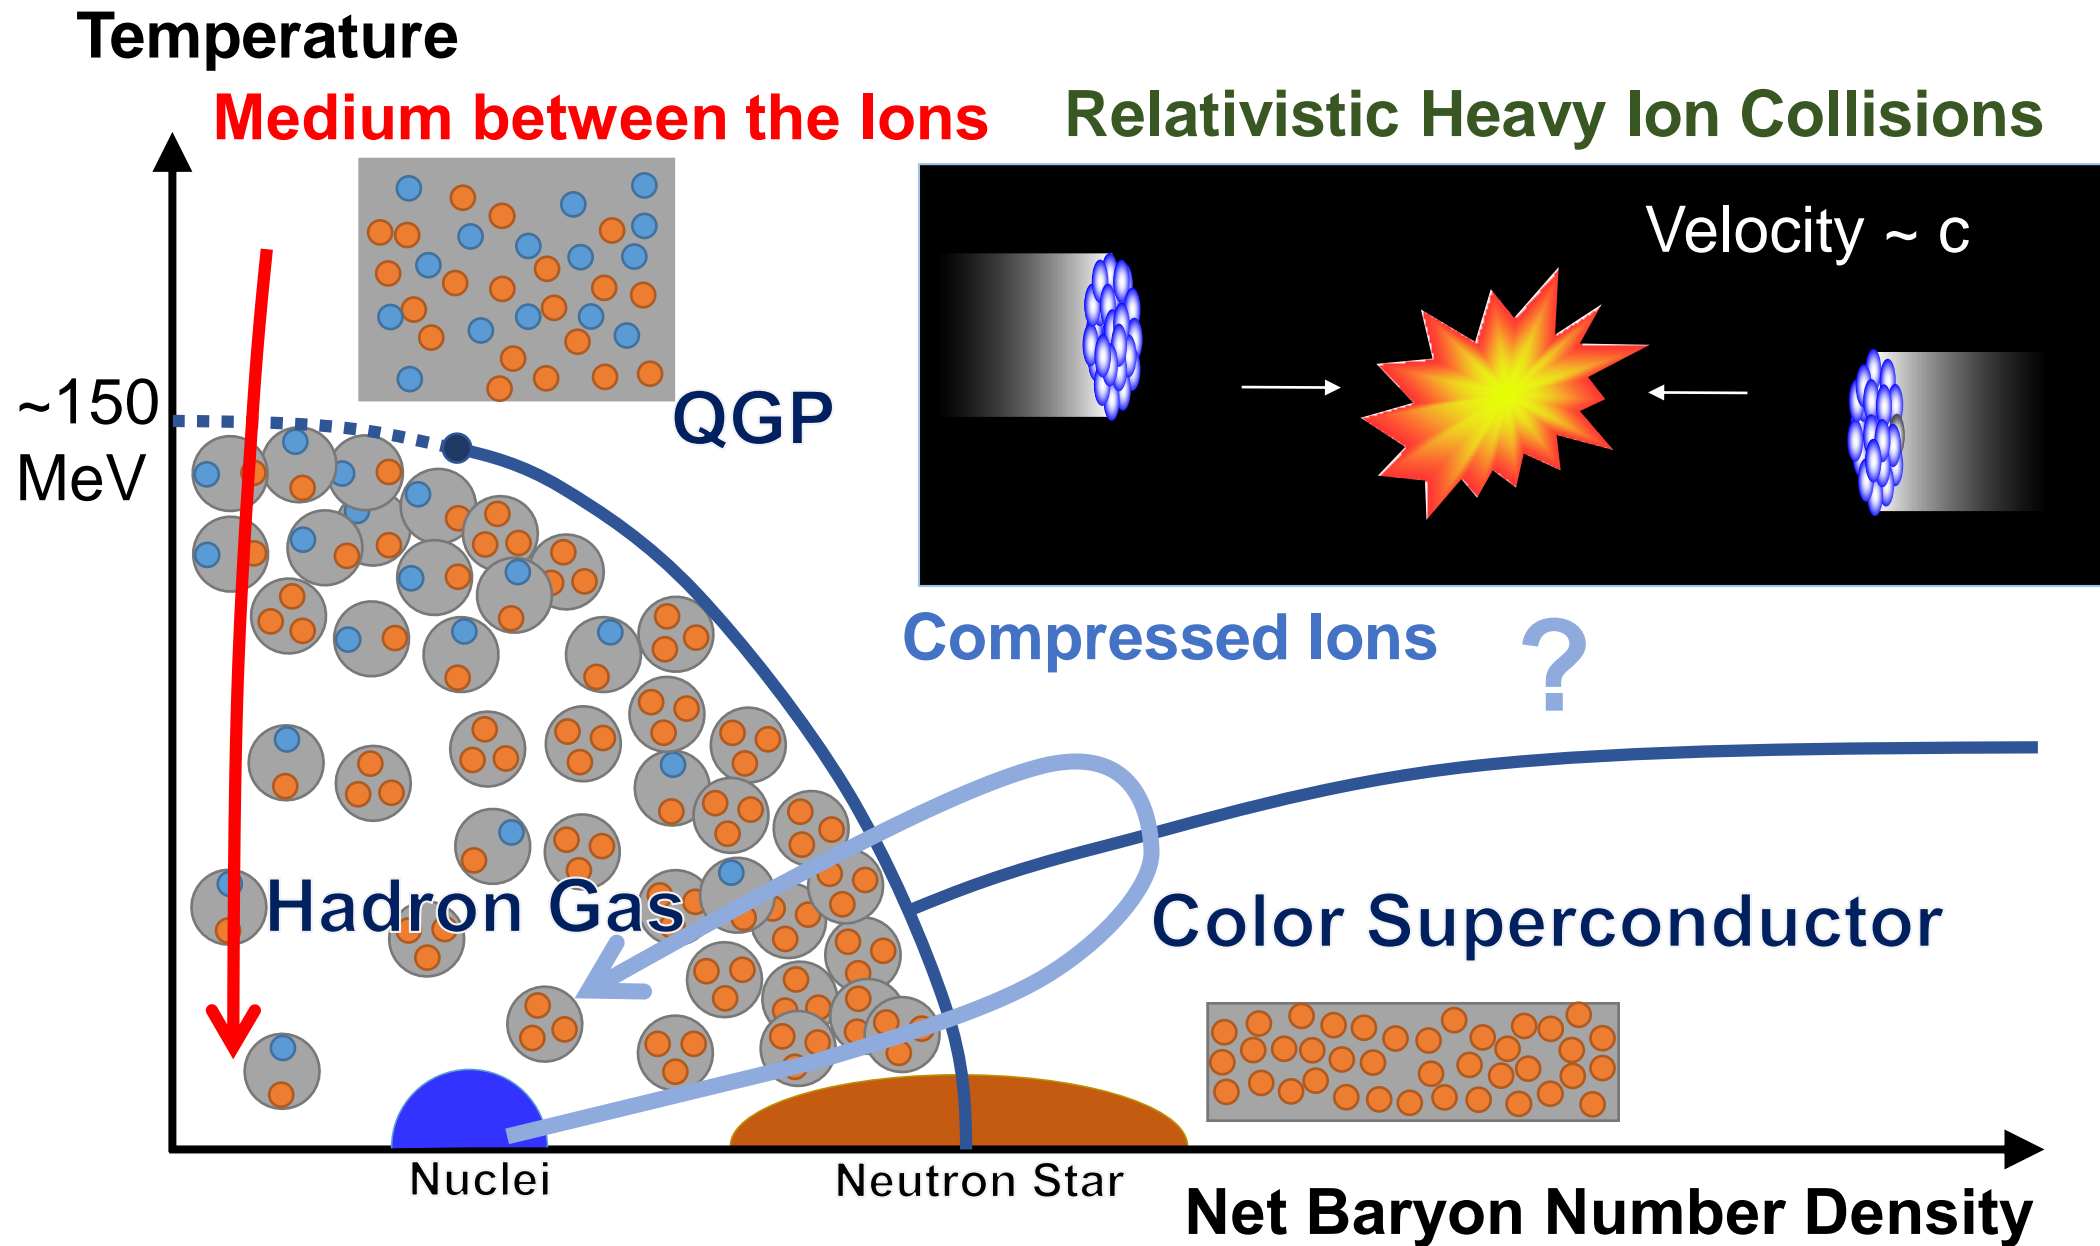 Temperature
Medium between the Ions
Relativistic Heavy Ion Collisions
Velocity ~ c
~150
MeV
QGP
Compressed Ions
?
Hadron Gas
Color Superconductor
Nuclei
Neutron Star
Net Baryon Number Density